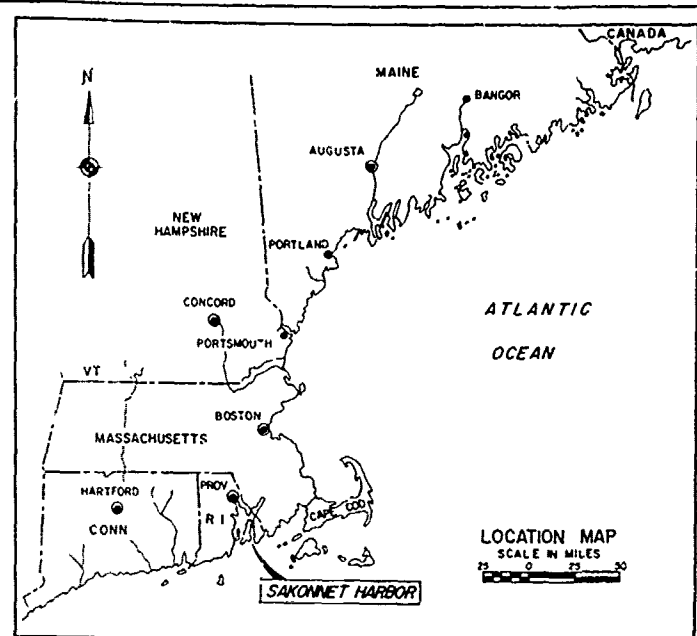 CANADA
N
MAINE
BANGOR
AUGUSTA
NEW
HAMPSHIRE
PORTLAND
CONCORD
PORTSMOUTH
ATLANTIC
OCEAN
VT
BOSTON
MASSACHUSETTS
HARTFORD
PROV
CONN
R I
CAPE COD
LOCATION MAP
SCALE IN MILES
25 0 25 50
SAKONNET HARBOR